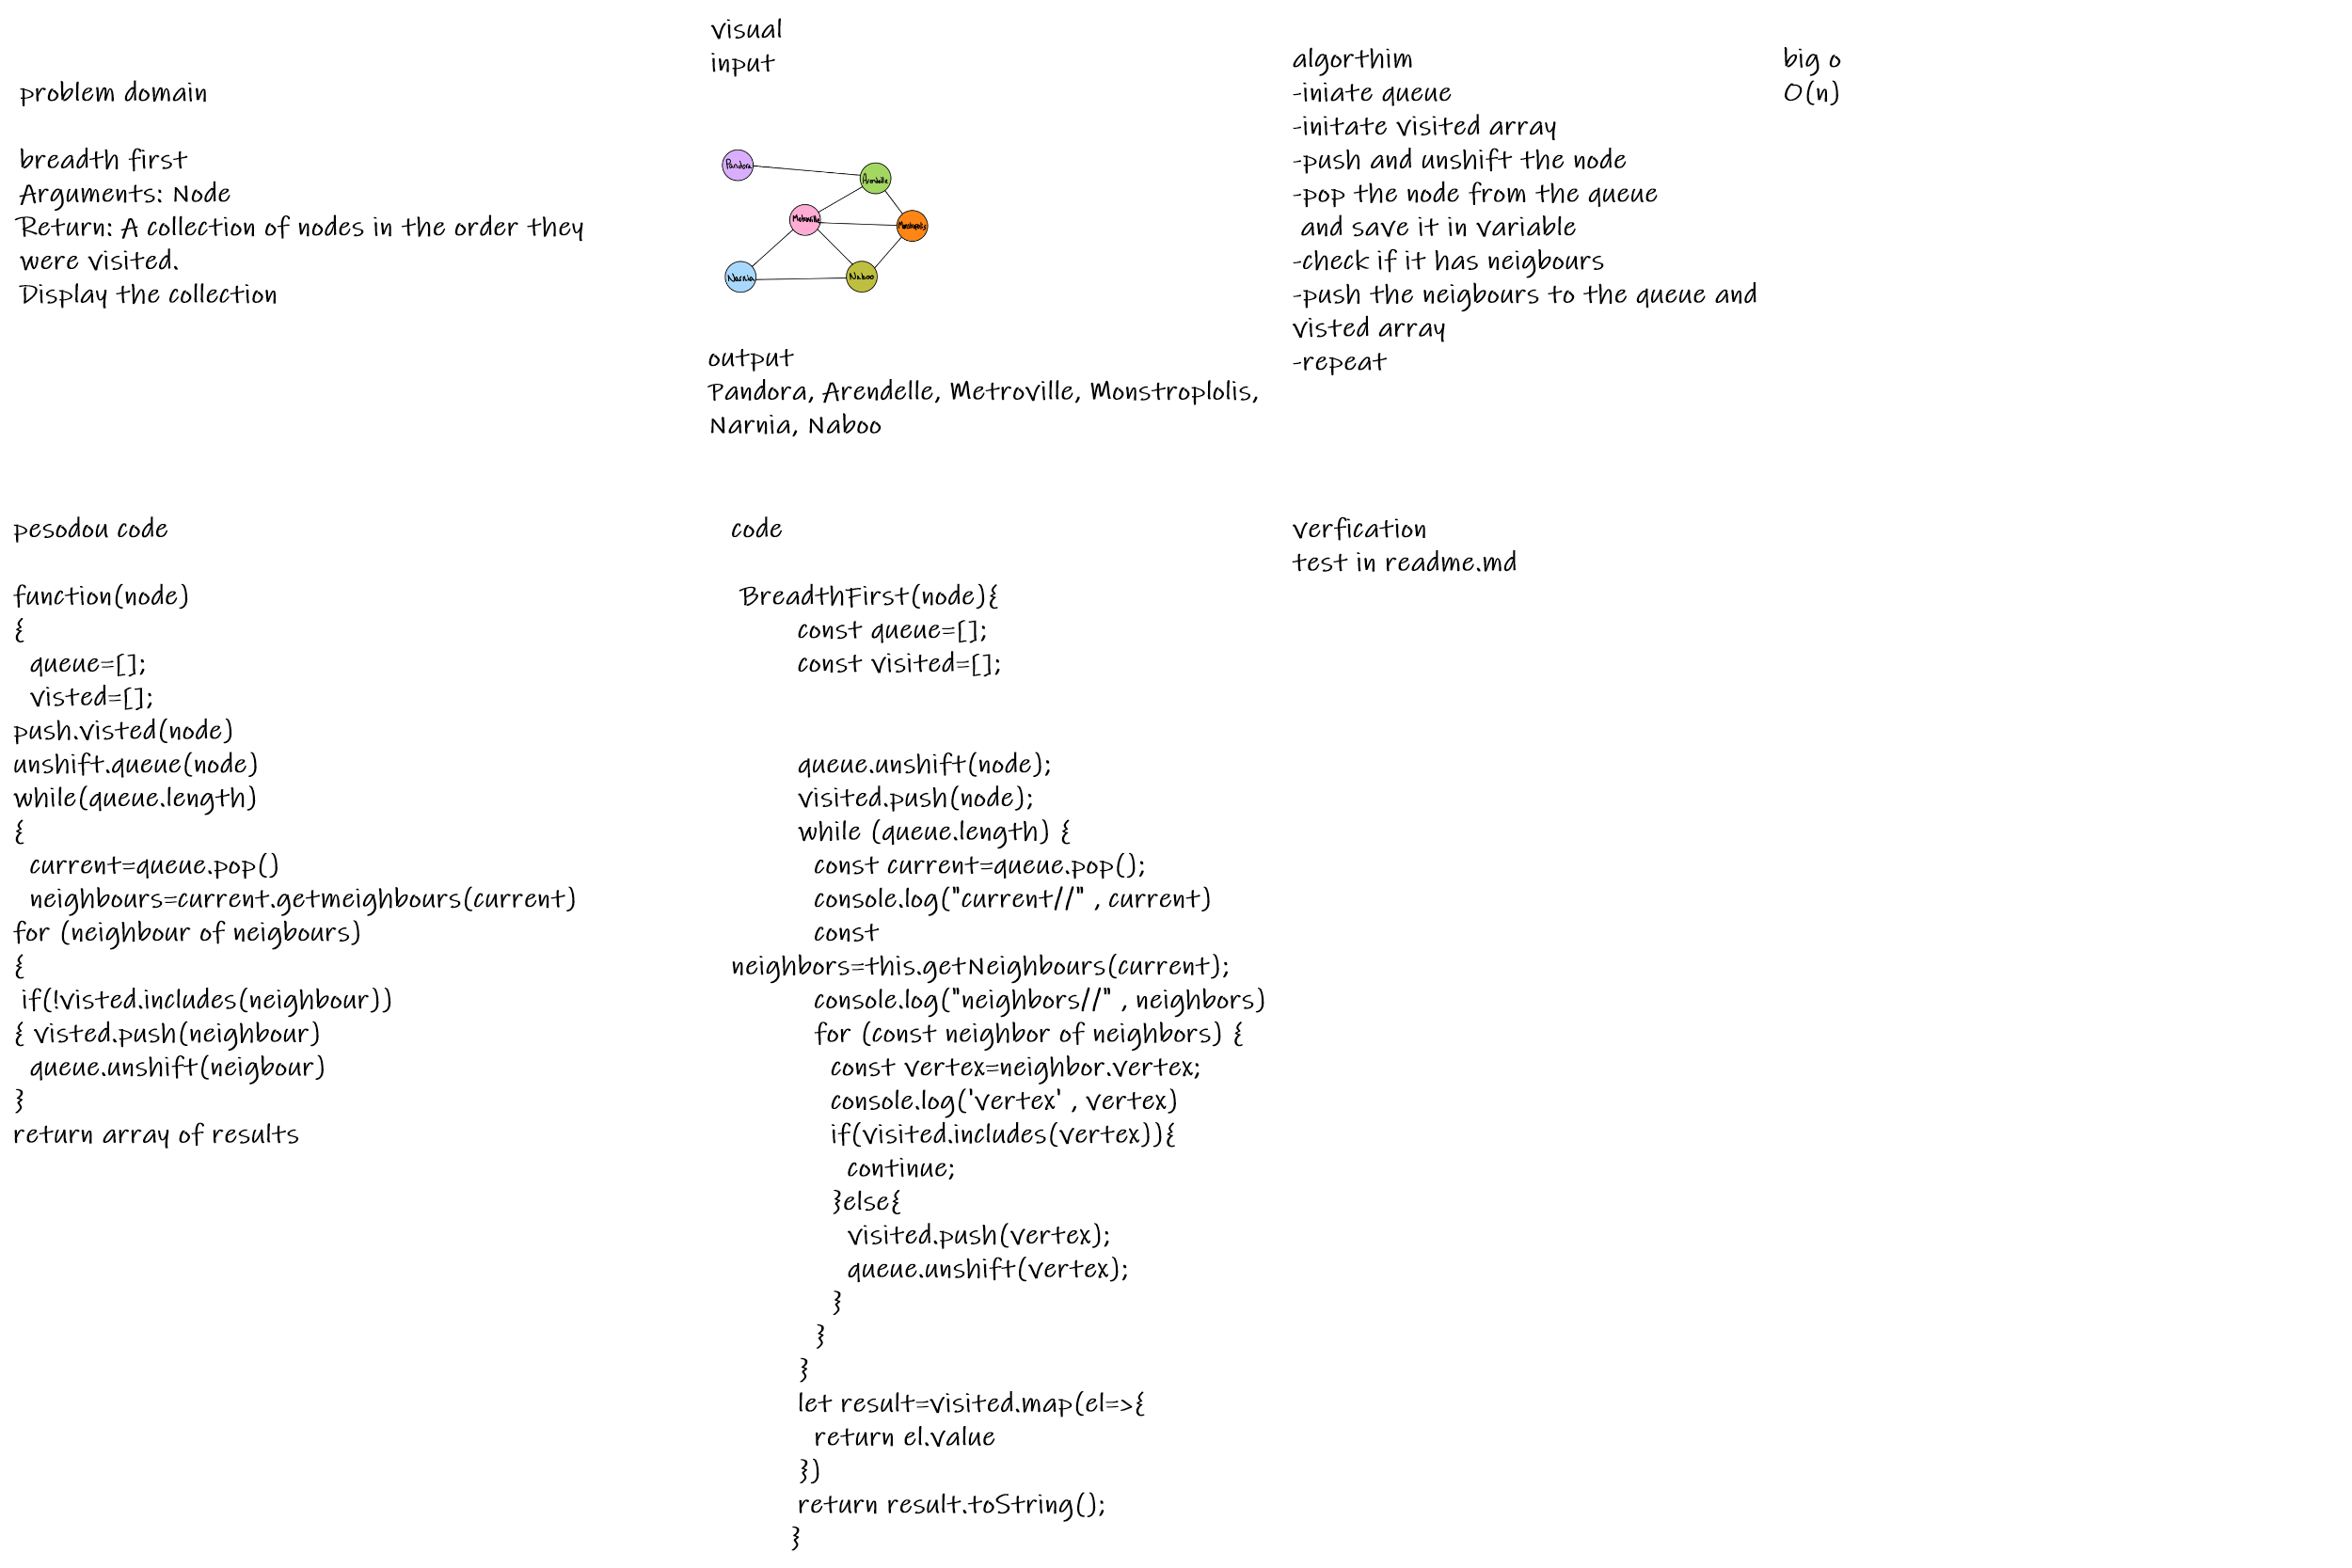 problem domain
breadth first
Arguments: Node
Return: A collection of nodes in the order they
were visited.
Display the collection
visual
input
Pandora
Arendelle
Metroville
Monstropolis
Narnia
Naboo
output
Pandora, Arendelle, Metroville, Monstroplolis,
Narnia, Naboo
algorthim
-iniate queue
-initate visited array
-push and unshift the node
-pop the node from the queue
and save it in variable
-check if it has neigbours
-push the neigbours to the queue and
visted array
-repeat
big o
O(n)
pesodou code
function(node)
{
queue=[];
visted=[];
push.visted(node)
unshift.queue(node)
while(queue.length)
{
current=queue.pop()
neighbours=current.getmeighbours(current)
for (neighbour of neigbours)
{
if(!visted.includes(neighbour))
{ visted.push(neighbour)
queue.unshift(neigbour)
}
return array of results
code
BreadthFirst(node){
const queue=[];
const visited=[];
queue.unshift(node);
visited.push(node);
while (queue.length) {
const current=queue.pop();
console.log("current//" , current)
const
neighbors=this.getNeighbours(current);
console.log("neighbors//" , neighbors)
for (const neighbor of neighbors) {
const vertex=neighbor.vertex;
console.log('vertex' , vertex)
if(visited.includes(vertex)){
continue;
}else{
visited.push(vertex);
queue.unshift(vertex);
}
}
}
let result=visited.map(el=>{
return el.value
})
return result.toString();
}
verfication
test in readme.md